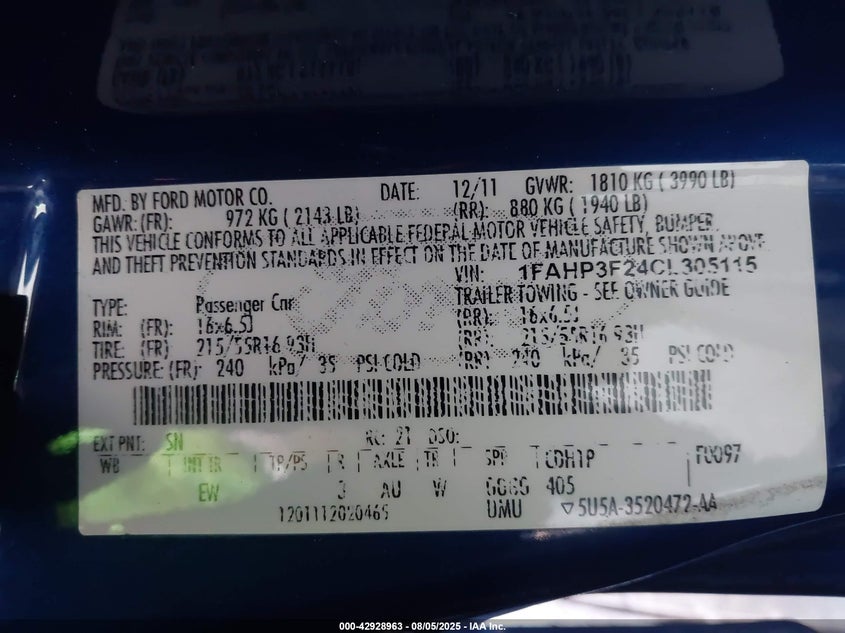 MFD. BY FORD MOTOR CO. DATE: 12/11 GVWR: 1810 KG ( 3990 LB)
GAWR: (FR): 972 KG ( 2143 LB) (RR): 880 KG ( 1940 LB)
THIS VEHICLE CONFORMS TO ALL APPLICABLE FEDERAL MOTOR VEHICLE SAFETY, BUMPER,
AND THEFT PREVENTION STANDARDS IN EFFECT ON THE DATE OF MANUFACTURE SHOWN ABOVE
VIN: 1FAHP3F24CL305115
TYPE: Passenger Car TRAILER TOWING - SEE OWNER GUIDE
RIM: (FR): 16x6.5J (RR): 16x6.5J
TIRE: (FR) 215/55R16 93H (RR): 215/55R16 93H
PRESSURE: (FR): 240 kPa/ 35 PSI COLD (RR) 240 kPa/ 35 PSI COLD
EXT PNT: SN RC: 21 DSO:
WB INT TR TP/PS R AXLE TR SPR CDH1P F0097
EW 3 AU W 405
1201112020465 UMU ▽5U5A-3520472-AA
000-42928963 - 08/05/2025 - IAA Inc.